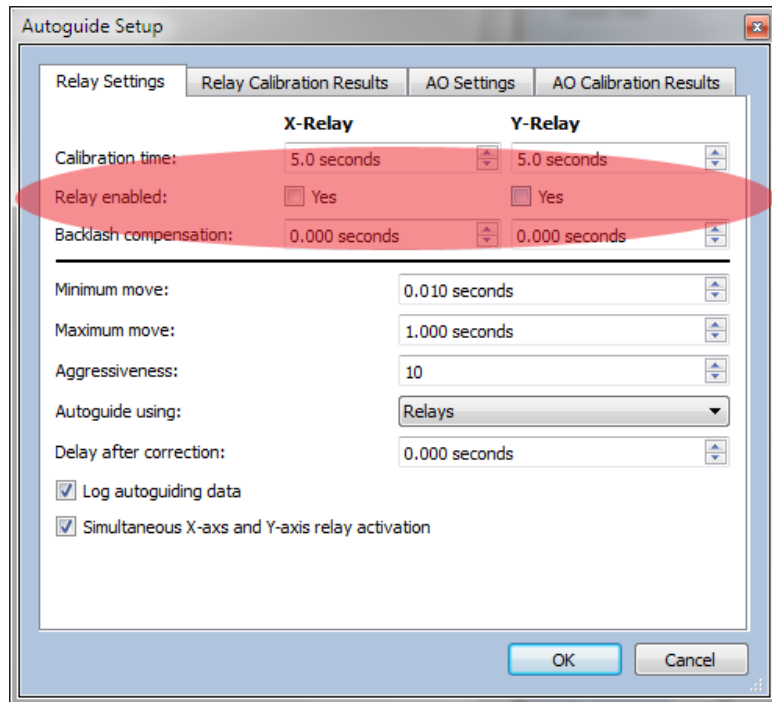 Autoguide Setup
Relay Settings Relay Calibration Results AO Settings AO Calibration Results
X-Relay Y-Relay
Calibration time: 5.0 seconds 5.0 seconds
Relay enabled: Yes Yes
Backlash compensation: 0.000 seconds 0.000 seconds
Minimum move: 0.010 seconds
Maximum move: 1.000 seconds
Aggressiveness: 10
Autoguide using: Relays
Delay after correction: 0.000 seconds
Log autoguiding data
Simultaneous X-axs and Y-axis relay activation
OK Cancel